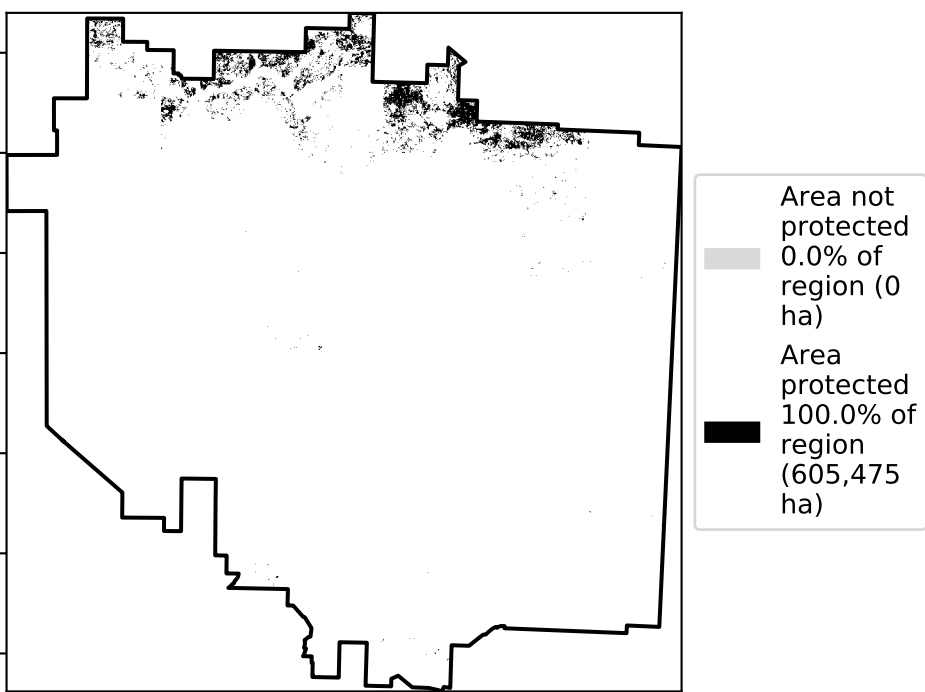 Area not
protected
0.0% of
region (0
ha)
Area
protected
100.0% of
region
(605,475
ha)